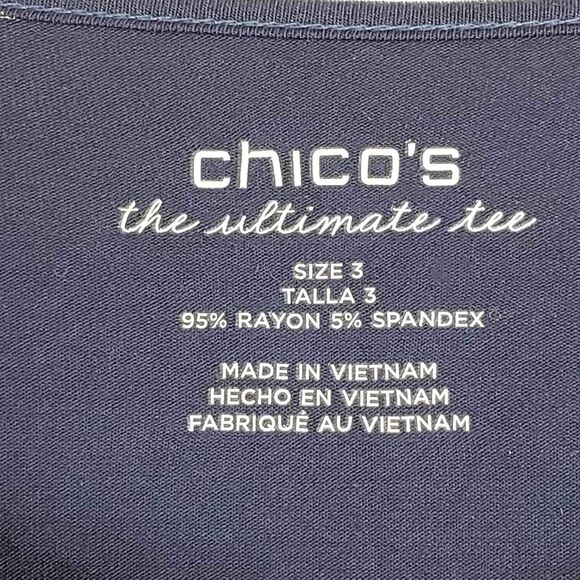 chico's
the ultimate tee
SIZE 3
TALLA 3
95% RAYON 5% SPANDEX
MADE IN VIETNAM
HECHO EN VIETNAM
FABRIQUÉ AU VIETNAM